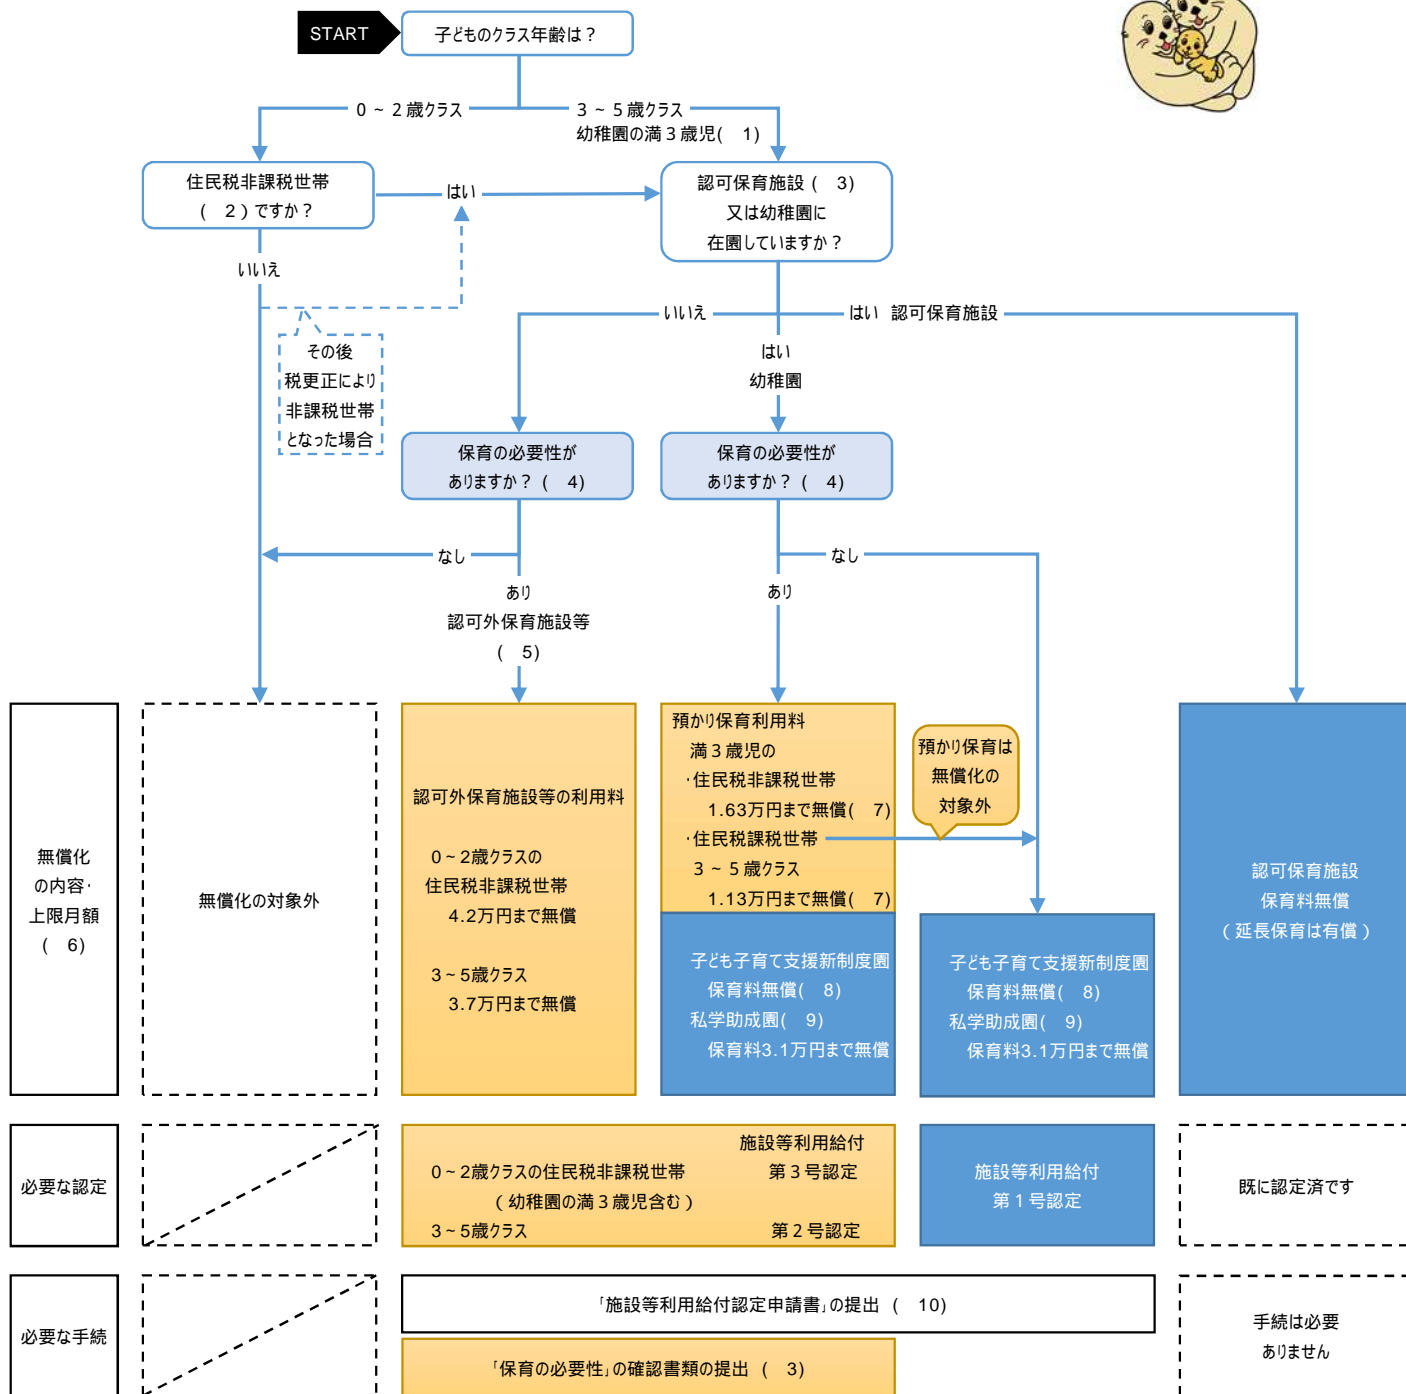 START
子どものクラス年齢は？
0 ~ 2歳クラス
3 ~ 5歳クラス
幼稚園の満3歳児( 1)
住民税非課税世帯
( 2)ですか？
はい
認可保育施設( 3)
又は幼稚園に
在園していますか？
いいえ
いいえ
はい 認可保育施設
その後
税更正により
非課税世帯
となった場合
はい
幼稚園
保育の必要性が
ありますか？( 4)
保育の必要性が
ありますか？( 4)
なし
なし
あり
認可外保育施設等
( 5)
あり
無償化
の内容・
上限月額
( 6)
無償化の対象外
認可外保育施設等の利用料
0~2歳クラスの
住民税非課税世帯
4.2万円まで無償
3~5歳クラス
3.7万円まで無償
預かり保育利用料
満3歳児の
・住民税非課税世帯
1.63万円まで無償( 7)
・住民税課税世帯
3 ~ 5歳クラス
1.13万円まで無償( 7)
預かり保育は
無償化の
対象外
子ども子育て支援新制度園
保育料無償( 8)
私学助成園( 9)
保育料3.1万円まで無償
子ども子育て支援新制度園
保育料無償( 8)
私学助成園( 9)
保育料3.1万円まで無償
認可保育施設
保育料無償
(延長保育は有償)
必要な認定
施設等利用給付
0~2歳クラスの住民税非課税世帯 第3号認定
(幼稚園の満3歳児含む)
3~5歳クラス 第2号認定
施設等利用給付
第1号認定
既に認定済です
必要な手続
「施設等利用給付認定申請書」の提出 ( 10)
「保育の必要性」の確認書類の提出 ( 3)
手続は必要
ありません